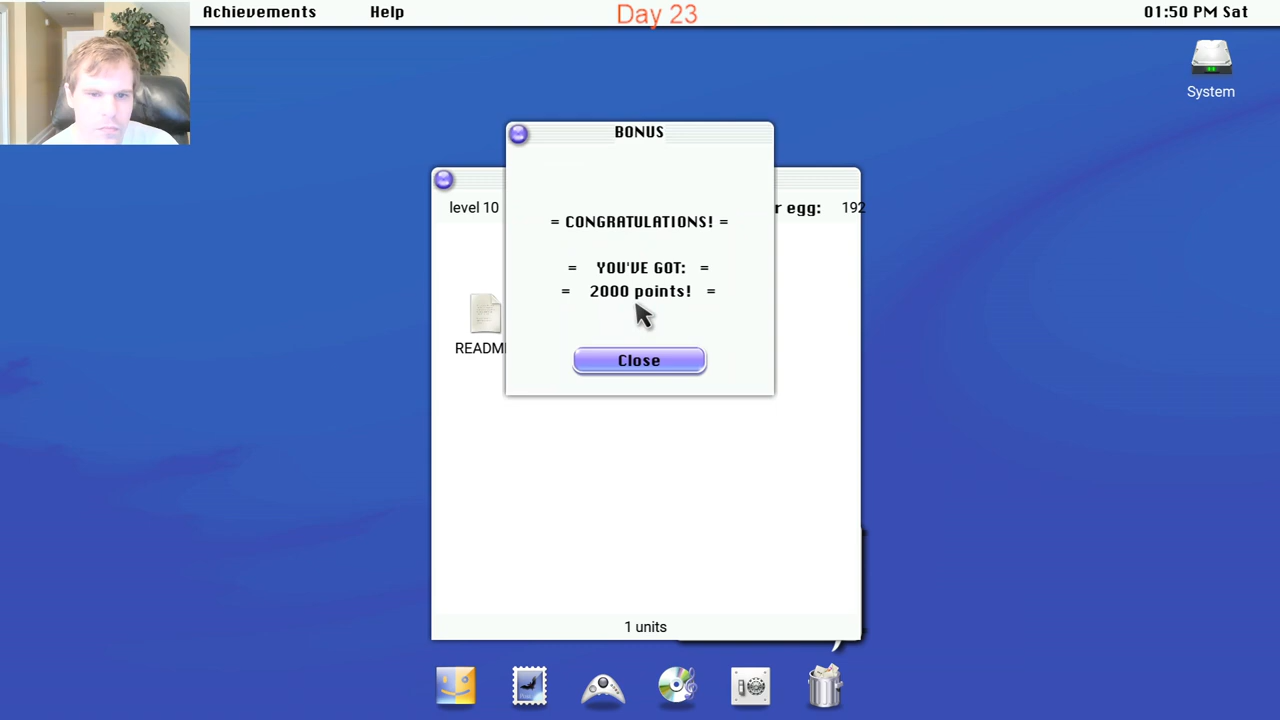 Achievements Help Day 23 01:50 PM Sat
System
BONUS
level 10 r egg: 192
= CONGRATULATIONS! =
= YOU'VE GOT: =
= 2000 points! =
READM
Close
1 units